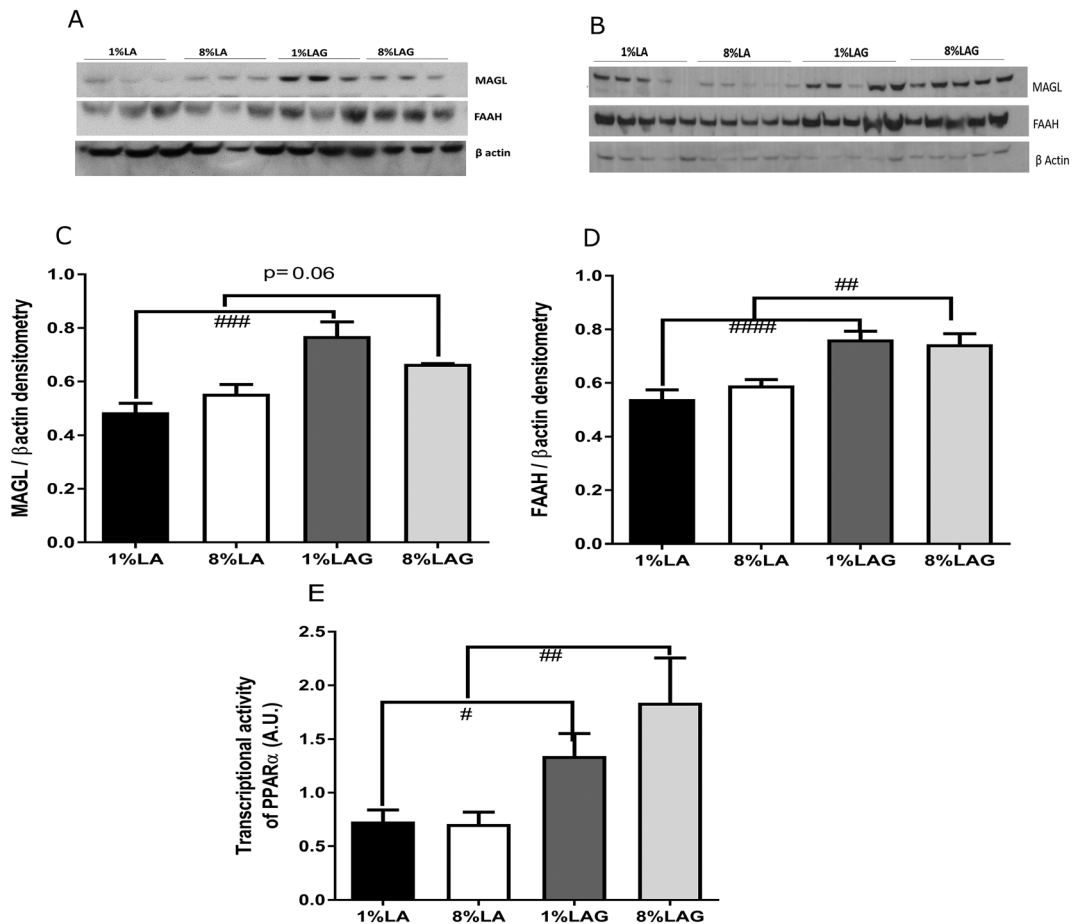 A
1%LA 8%LA 1%LAG 8%LAG
MAGL
FAAH
β actin
B
1%LA 8%LA 1%LAG 8%LAG
MAGL
FAAH
β Actin
C
p= 0.06
###
MAGL / βactin densitometry
1.0
0.8
0.6
0.4
0.2
0.0
1%LA 8%LA 1%LAG 8%LAG
D
##
####
FAAH / βactin densitometry
1.0
0.8
0.6
0.4
0.2
0.0
1%LA 8%LA 1%LAG 8%LAG
E
##
#
Transcriptional activity
of PPARα (A.U.)
2.5
2.0
1.5
1.0
0.5
0.0
1%LA 8%LA 1%LAG 8%LAG